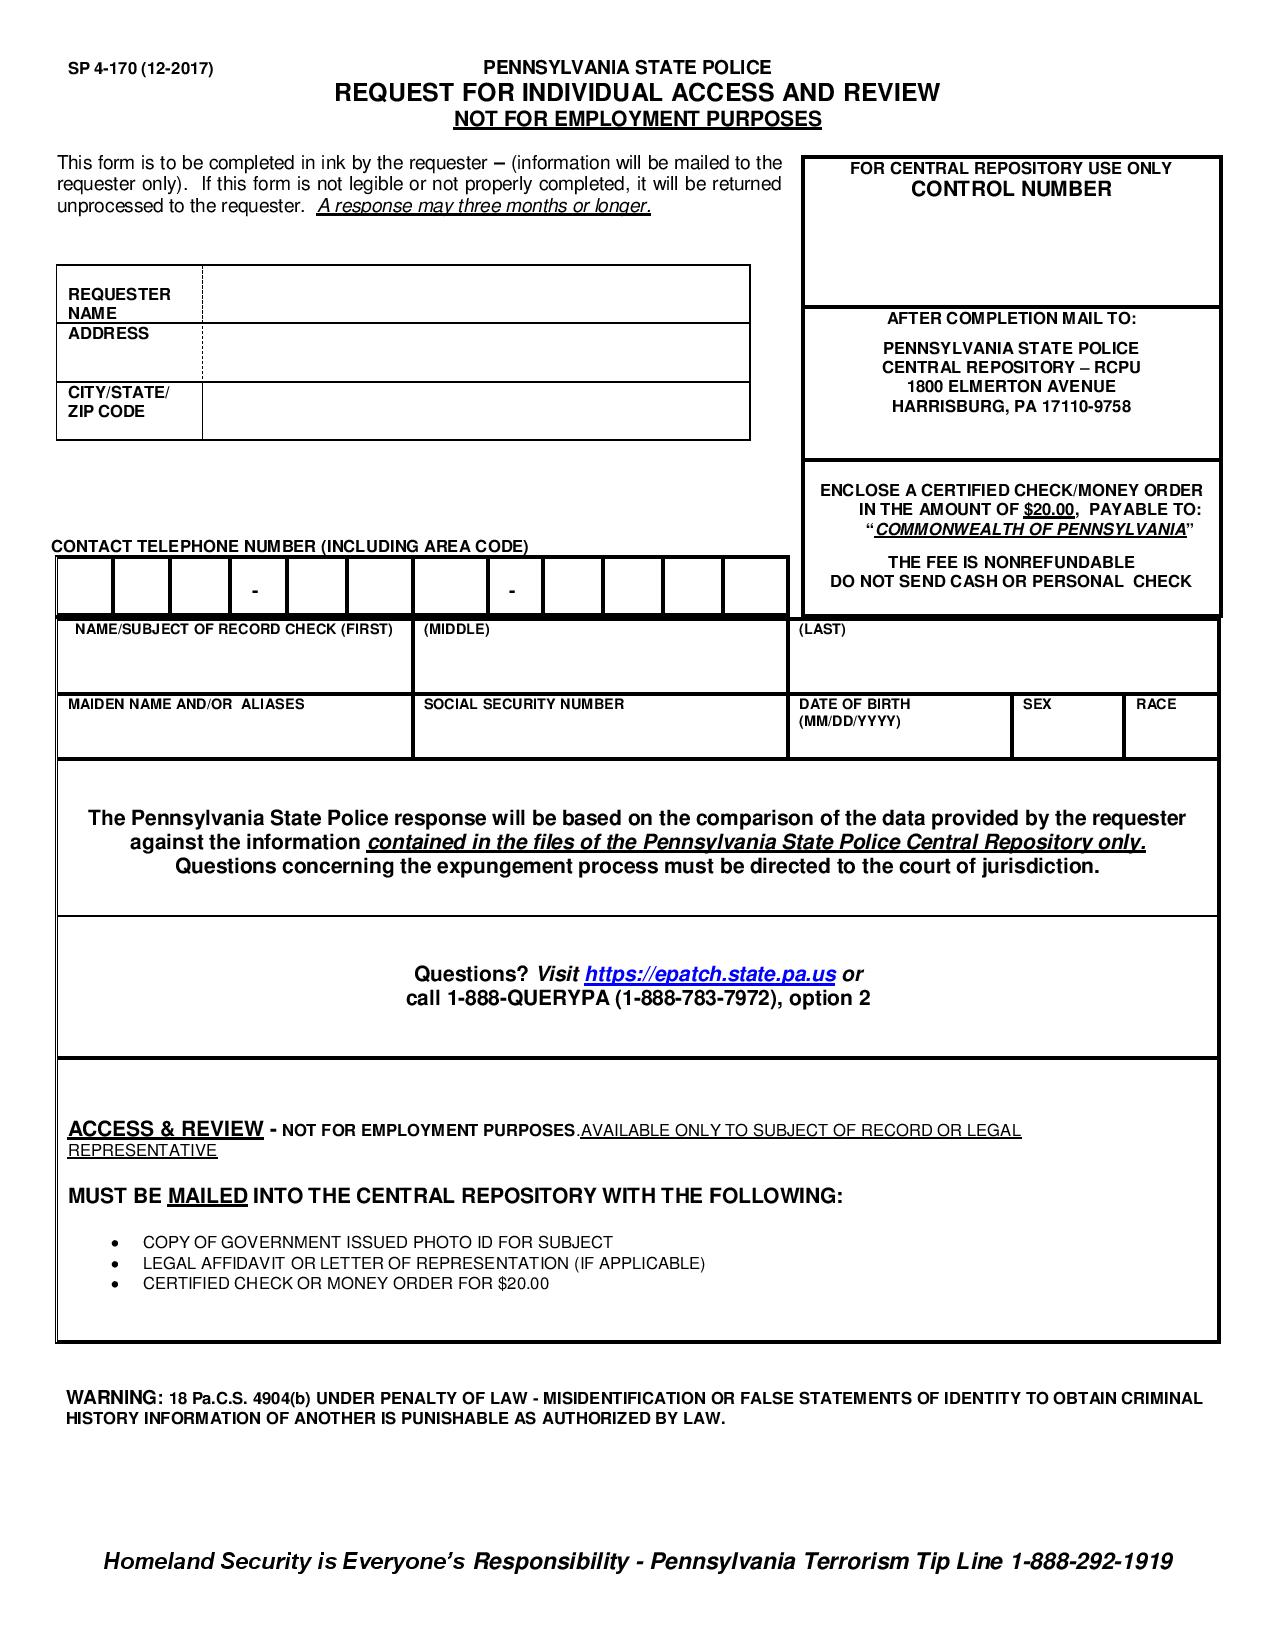 SP 4-170 (12-2017)
PENNSYLVANIA STATE POLICE
REQUEST FOR INDIVIDUAL ACCESS AND REVIEW
NOT FOR EMPLOYMENT PURPOSES
This form is to be completed in ink by the requester – (information will be mailed to the
requester only). If this form is not legible or not properly completed, it will be returned
unprocessed to the requester. A response may three months or longer.
FOR CENTRAL REPOSITORY USE ONLY
CONTROL NUMBER
REQUESTER
NAME
ADDRESS
CITY/STATE/
ZIP CODE
AFTER COMPLETION MAIL TO:
PENNSYLVANIA STATE POLICE
CENTRAL REPOSITORY – RCPU
1800 ELMERTON AVENUE
HARRISBURG, PA 17110-9758
ENCLOSE A CERTIFIED CHECK/MONEY ORDER
IN THE AMOUNT OF $20.00, PAYABLE TO:
“COMMONWEALTH OF PENNSYLVANIA”
THE FEE IS NONREFUNDABLE
DO NOT SEND CASH OR PERSONAL CHECK
CONTACT TELEPHONE NUMBER (INCLUDING AREA CODE)
- -
NAME/SUBJECT OF RECORD CHECK (FIRST) (MIDDLE) (LAST)
MAIDEN NAME AND/OR ALIASES SOCIAL SECURITY NUMBER DATE OF BIRTH SEX RACE
(MM/DD/YYYY)
The Pennsylvania State Police response will be based on the comparison of the data provided by the requester
against the information contained in the files of the Pennsylvania State Police Central Repository only.
Questions concerning the expungement process must be directed to the court of jurisdiction.
Questions? Visit https://epatch.state.pa.us or
call 1-888-QUERYPA (1-888-783-7972), option 2
ACCESS & REVIEW - NOT FOR EMPLOYMENT PURPOSES.AVAILABLE ONLY TO SUBJECT OF RECORD OR LEGAL
REPRESENTATIVE
MUST BE MAILED INTO THE CENTRAL REPOSITORY WITH THE FOLLOWING:
• COPY OF GOVERNMENT ISSUED PHOTO ID FOR SUBJECT
• LEGAL AFFIDAVIT OR LETTER OF REPRESENTATION (IF APPLICABLE)
• CERTIFIED CHECK OR MONEY ORDER FOR $20.00
WARNING: 18 Pa.C.S. 4904(b) UNDER PENALTY OF LAW - MISIDENTIFICATION OR FALSE STATEMENTS OF IDENTITY TO OBTAIN CRIMINAL
HISTORY INFORMATION OF ANOTHER IS PUNISHABLE AS AUTHORIZED BY LAW.
Homeland Security is Everyone’s Responsibility - Pennsylvania Terrorism Tip Line 1-888-292-1919